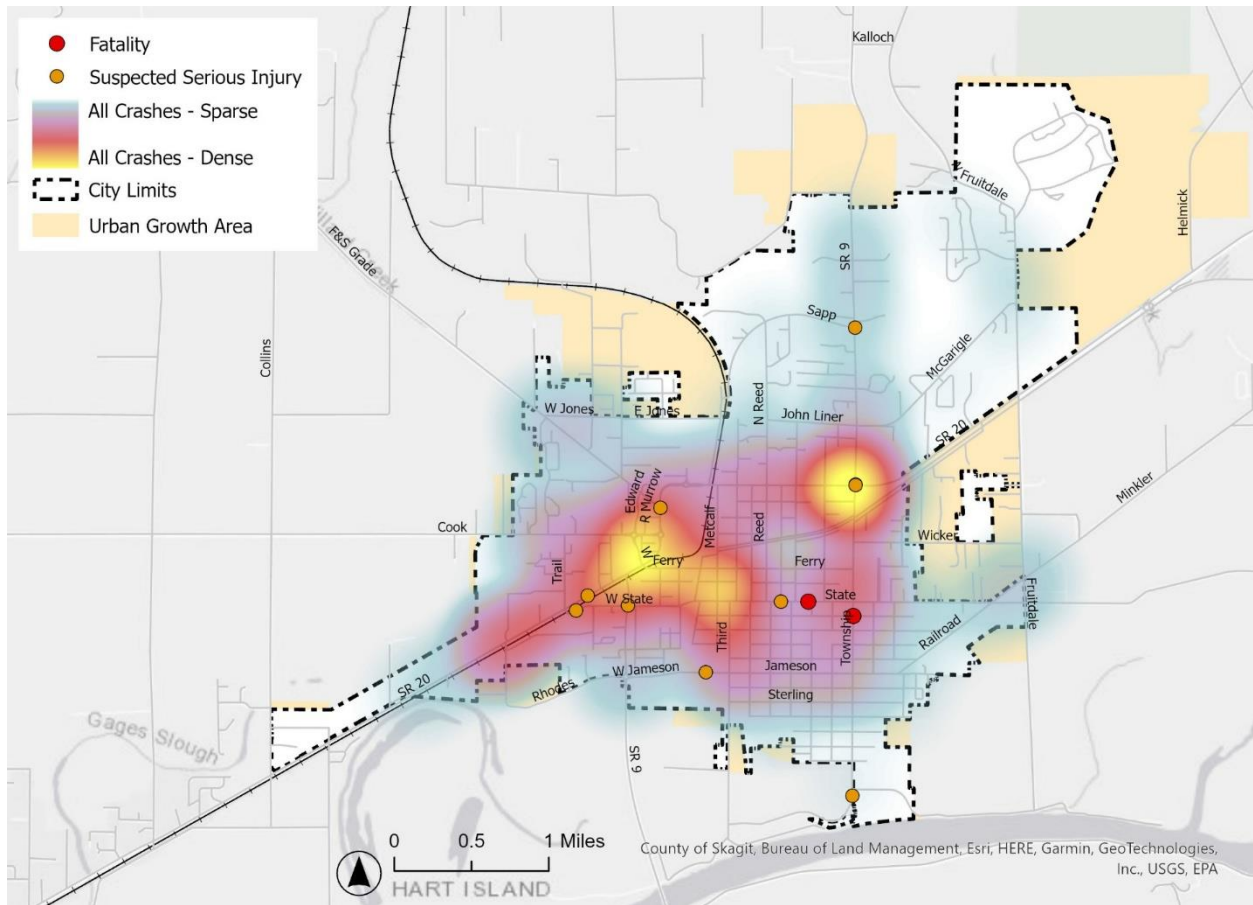 Fatality
Suspected Serious Injury
All Crashes - Sparse
All Crashes - Dense
City Limits
Urban Growth Area
Kalloch
Fruitdale
Helmick
F&S Grade
Creek
SR 9
Sapp
McGarigle
Collins
W Jones
E Jones
N Reed
John Liner
SR 20
Minkler
Edward
R Murrow
Metcalf
Reed
Cook
Wicker
W
Ferry
Ferry
Trail
W State
State
Fruitdale
Third
Township
Railroad
W Jameson
Jameson
Rhodes
Sterling
SR 20
Gages Slough
SR 9
0 0.5 1 Miles
HART ISLAND
County of Skagit, Bureau of Land Management, Esri, HERE, Garmin, GeoTechnologies,
Inc., USGS, EPA